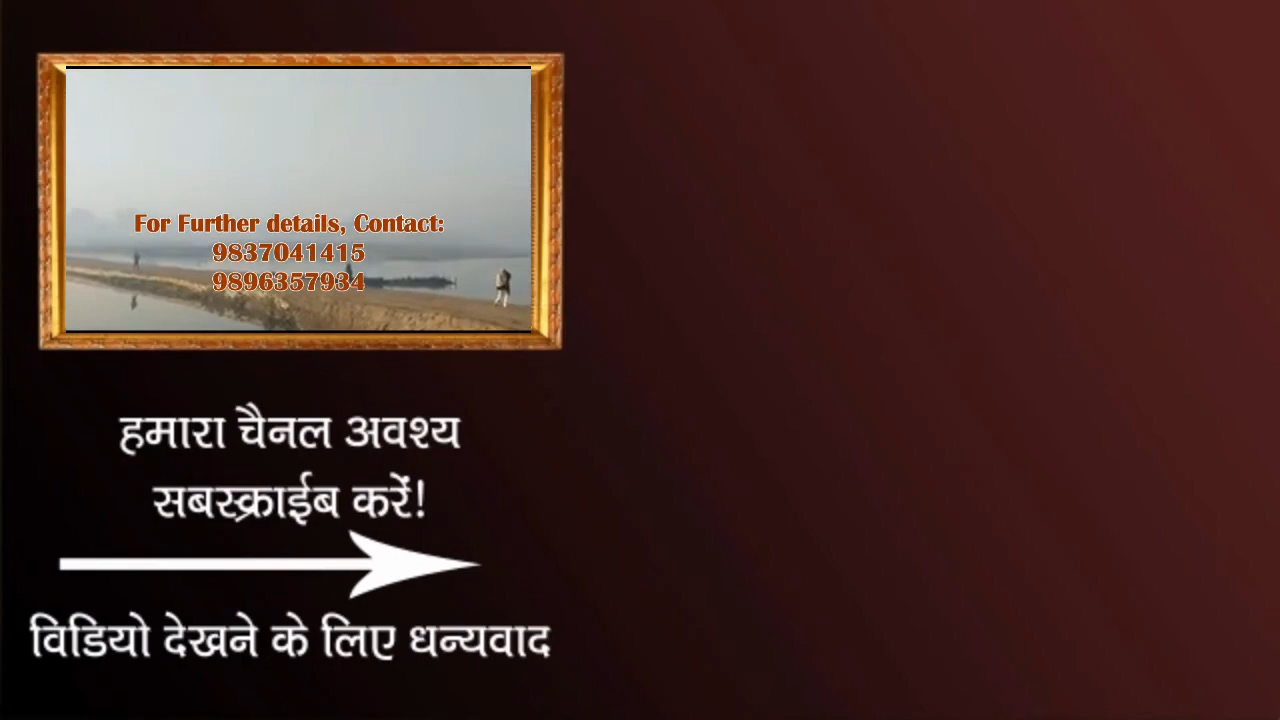 For Further details, Contact:
9837041415
9896357934
हमारा चैनल अवश्य
सबस्क्राईब करें!
विडियो देखने के लिए धन्यवाद